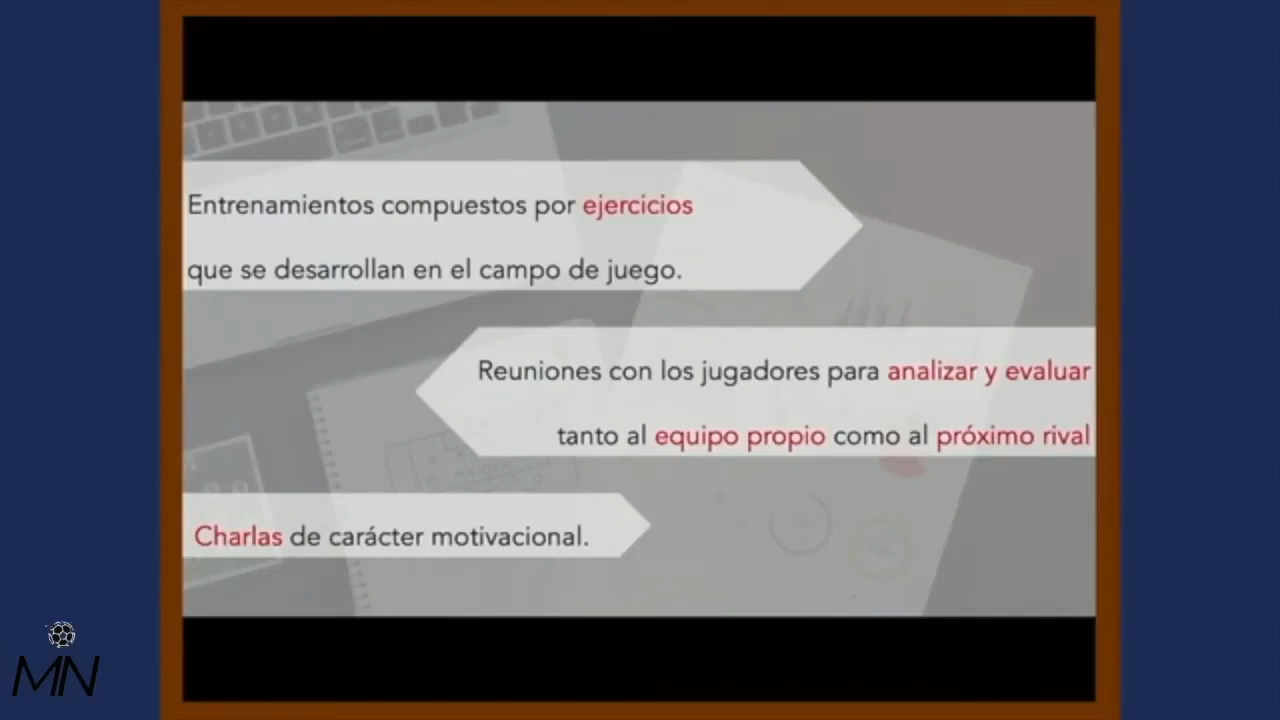 Entrenamientos compuestos por ejercicios
que se desarrollan en el campo de juego.
Reuniones con los jugadores para analizar y evaluar
tanto al equipo propio como al próximo rival
Charlas de carácter motivacional.
MN